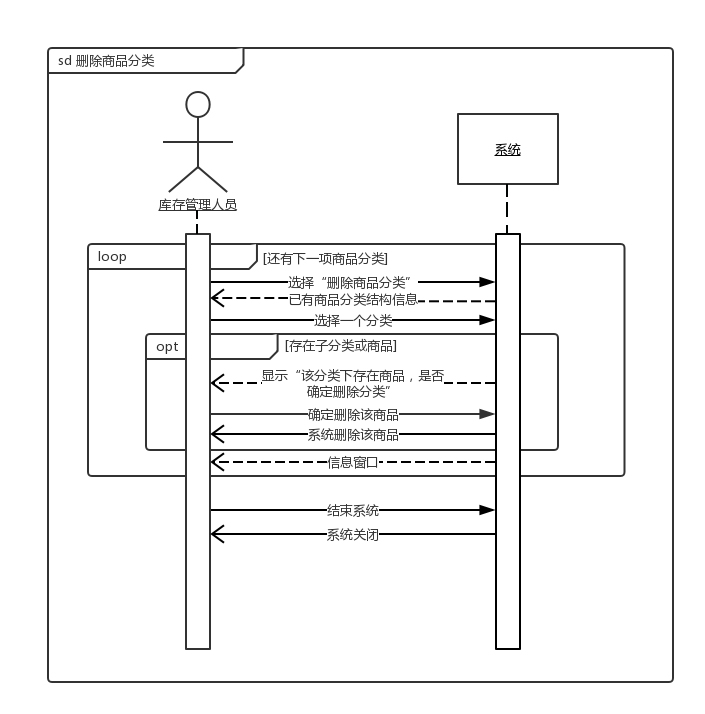 sd 删除商品分类
系统
库存管理人员
loop
[还有下一项商品分类]
选择“删除商品分类”
已有商品分类结构信息
选择一个分类
opt
[存在子分类或商品]
显示“该分类下存在商品，是否
确定删除分类”
确定删除该商品
系统删除该商品
信息窗口
结束系统
系统关闭